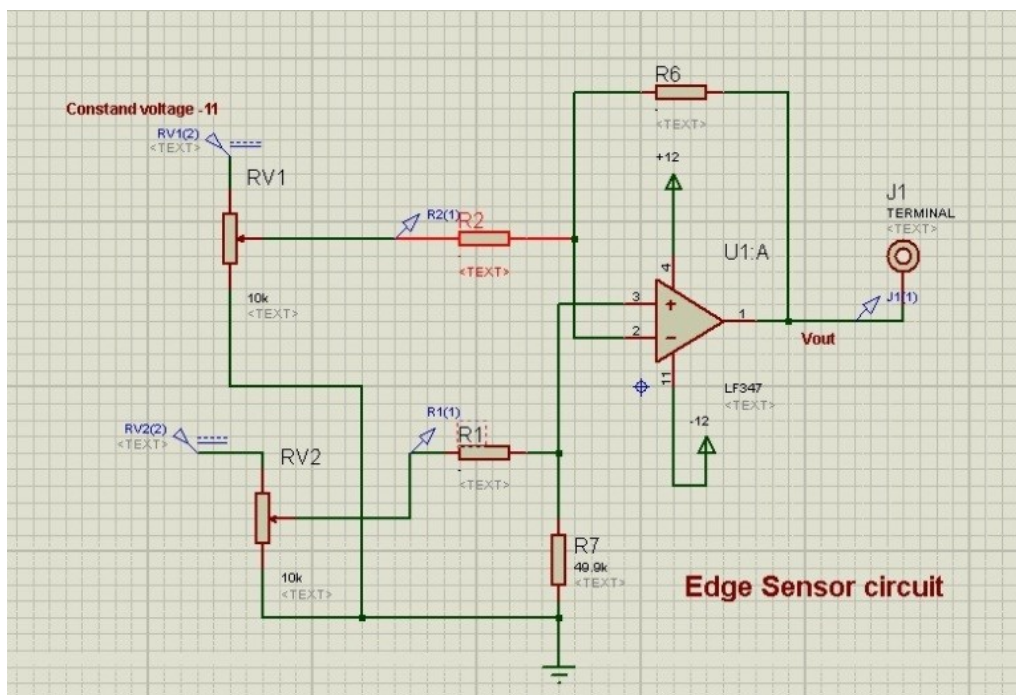 R6
<TEXT>
Constand voltage -11
RV1(2)
<TEXT>
RV1
+12
J1
TERMINAL
<TEXT>
R2(1)
R2
<TEXT>
U1:A
4
10k
<TEXT>
3
2
1
11
J1(1)
Vout
LF347
<TEXT>
-12
RV2(2)
<TEXT>
RV2
R1(1)
R1
<TEXT>
10k
<TEXT>
R7
49.9k
<TEXT>
Edge Sensor circuit